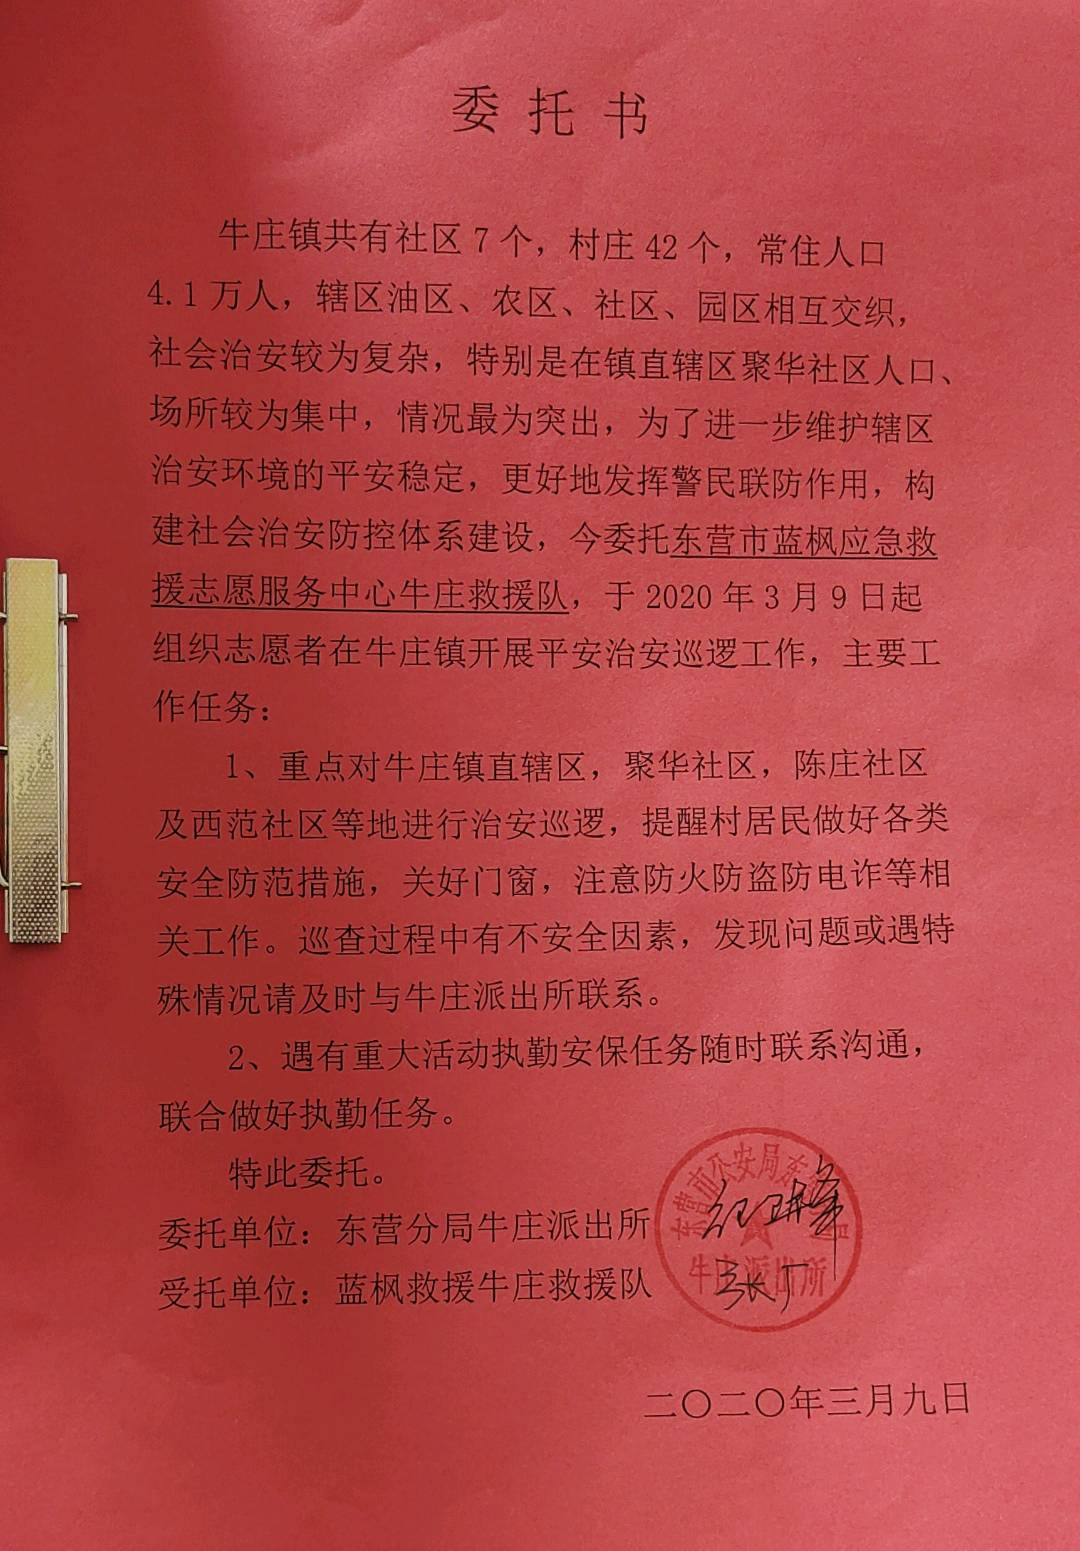 委托书
牛庄镇共有社区7个，村庄42个，常住人口
4.1万人，辖区油区、农区、社区、园区相互交织，
社会治安较为复杂，特别是在镇直辖区聚华社区人口、
场所较为集中，情况最为突出，为了进一步维护辖区
治安环境的平安稳定，更好地发挥警民联防作用，构
建社会治安防控体系建设，今委托东营市蓝枫应急救
援志愿服务中心牛庄救援队，于2020年3月9日起
组织志愿者在牛庄镇开展平安治安巡逻工作，主要工
作任务：
1、重点对牛庄镇直辖区，聚华社区，陈庄社区
及西范社区等地进行治安巡逻，提醒村居民做好各类
安全防范措施，关好门窗，注意防火防盗防电诈等相
关工作。巡查过程中有不安全因素，发现问题或遇特
殊情况请及时与牛庄派出所联系。
2、遇有重大活动执勤安保任务随时联系沟通，
联合做好执勤任务。
特此委托。
委托单位：东营分局牛庄派出所
受托单位：蓝枫救援牛庄救援队
东营市公安局东
牛庄派出所
张广
二〇二〇年三月九日